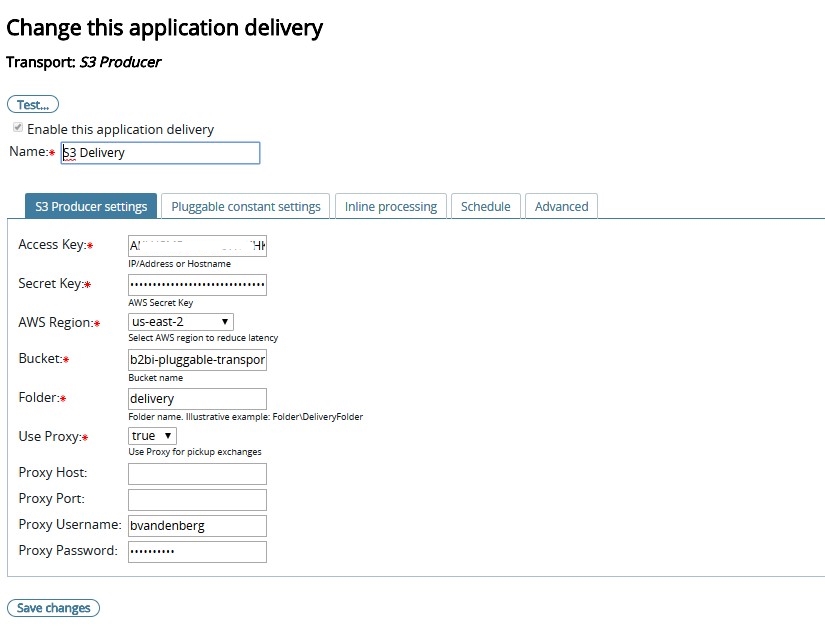 Change this application delivery
Transport: S3 Producer
Test...
Enable this application delivery
Name:* S3 Delivery
S3 Producer settings Pluggable constant settings Inline processing Schedule Advanced
Access Key:*
IP/Address or Hostname
Secret Key:* ••••••••••••••••••••••••••••••
AWS Secret Key
AWS Region:* us-east-2
Select AWS region to reduce latency
Bucket:* b2bi-pluggable-transpor
Bucket name
Folder:* delivery
Folder name. Illustrative example: Folder\DeliveryFolder
Use Proxy:* true
Use Proxy for pickup exchanges
Proxy Host:
Proxy Port:
Proxy Username: bvandenberg
Proxy Password: ••••••••••
Save changes